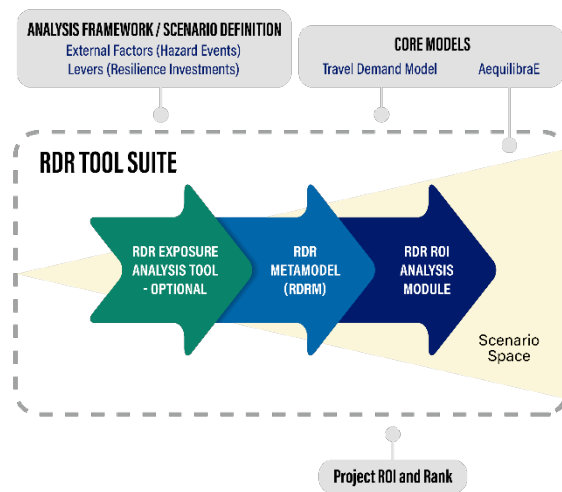 ANALYSIS FRAMEWORK / SCENARIO DEFINITION
External Factors (Hazard Events)
Levers (Resilience Investments)
CORE MODELS
Travel Demand Model
AequilibraE
RDR TOOL SUITE
RDR EXPOSURE
ANALYSIS TOOL
- OPTIONAL
RDR
METAMODEL
(RDRM)
RDR ROI
ANALYSIS
MODULE
Scenario
Space
Project ROI and Rank